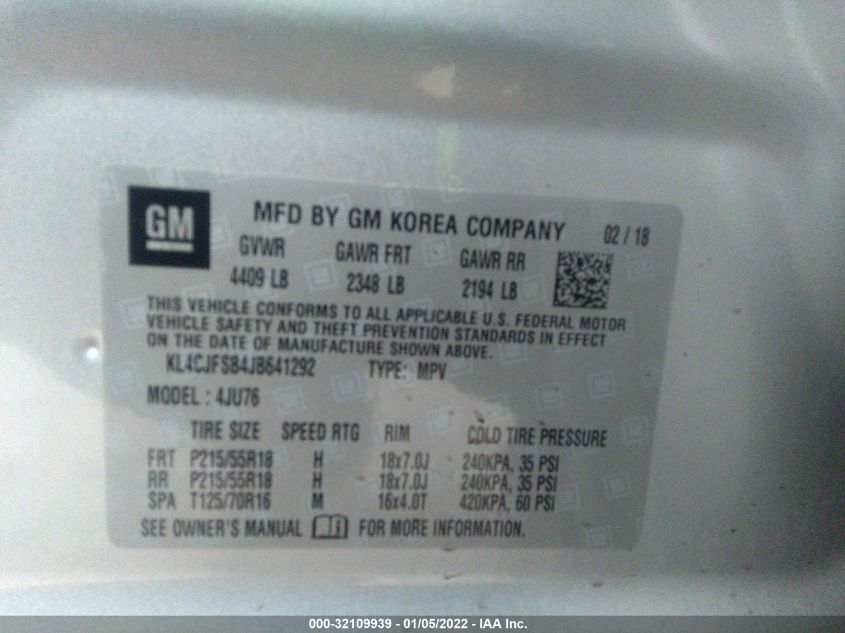 GM
MFD BY GM KOREA COMPANY 02 / 18
GVWR GAWR FRT GAWR RR
4409 LB 2348 LB 2194 LB
THIS VEHICLE CONFORMS TO ALL APPLICABLE U.S. FEDERAL MOTOR
VEHICLE SAFETY AND THEFT PREVENTION STANDARDS IN EFFECT
ON THE DATE OF MANUFACTURE SHOWN ABOVE.
KL4CJFSB4JB641292 TYPE: MPV
MODEL : 4JU76
TIRE SIZE SPEED RTG RIM COLD TIRE PRESSURE
FRT P215/55R18 H 18x7.0J 240KPA, 35 PSI
RR P215/55R18 H 18x7.0J 240KPA, 35 PSI
SPA T125/70R16 M 16x4.0T 420KPA, 60 PSI
SEE OWNER'S MANUAL FOR MORE INFORMATION.
000-32109939 - 01/05/2022 - IAA Inc.